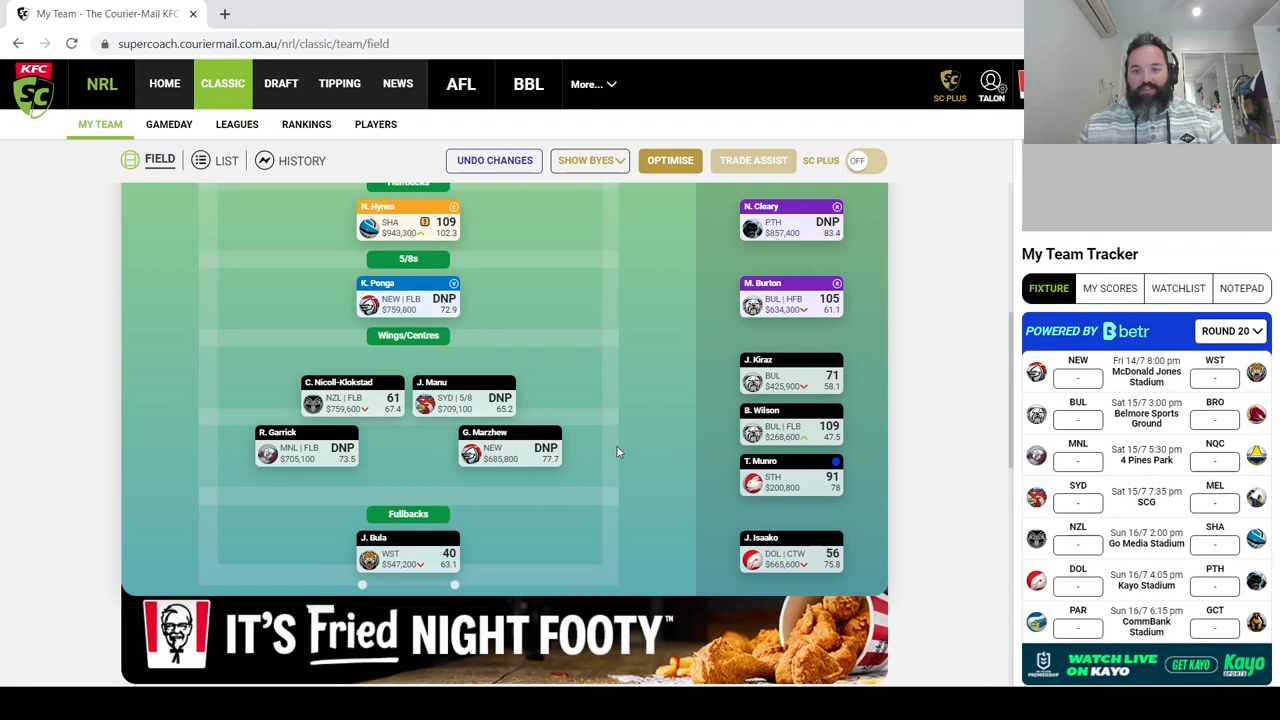 My Team - The Courier-Mail KFC
supercoach.couriermail.com.au/nrl/classic/team/field
KFC
SC
NRL
HOME
CLASSIC
DRAFT
TIPPING
NEWS
AFL
BBL
More...
SC PLUS
TALON
MY TEAM
GAMEDAY
LEAGUES
RANKINGS
PLAYERS
FIELD
LIST
HISTORY
UNDO CHANGES
SHOW BYES
OPTIMISE
TRADE ASSIST
SC PLUS
OFF
Halfbacks
N. Hynes C
SHA 109
$943,300 102.3
N. Cleary R
PTH DNP
$857,400 83.4
5/8s
K. Ponga V
NEW | FLB DNP
$759,800 72.9
M. Burton R
BUL | HFB 105
$634,300 61.1
Wings/Centres
C. Nicoll-Klokstad
NZL | FLB 61
$759,600 67.4
J. Manu
SYD | 5/8 DNP
$709,100 65.2
J. Kiraz
BUL 71
$425,900 58.1
R. Garrick
MNL | FLB DNP
$705,100 73.5
G. Marzhew
NEW DNP
$685,800 77.7
B. Wilson
BUL | FLB 109
$268,600 47.5
T. Munro
STH 91
$200,800 78
Fullbacks
J. Bula
WST 40
$547,200 63.1
J. Isaako
DOL | CTW 56
$665,600 75.8
KFC
IT'S Fried NIGHT FOOTY™
My Team Tracker
FIXTURE
MY SCORES
WATCHLIST
NOTEPAD
POWERED BY betr
ROUND 20
NEW Fri 14/7 8:00 pm WST
- McDonald Jones -
Stadium
BUL Sat 15/7 3:00 pm BRO
- Belmore Sports -
Ground
MNL Sat 15/7 5:30 pm NQC
- 4 Pines Park -
SYD Sat 15/7 7:35 pm MEL
- SCG -
NZL Sun 16/7 2:00 pm SHA
- Go Media Stadium -
DOL Sun 16/7 4:05 pm PTH
- Kayo Stadium -
PAR Sun 16/7 6:15 pm GCT
- CommBank -
Stadium
WATCH LIVE
ON KAYO
GET KAYO
Kayo
SPORTS